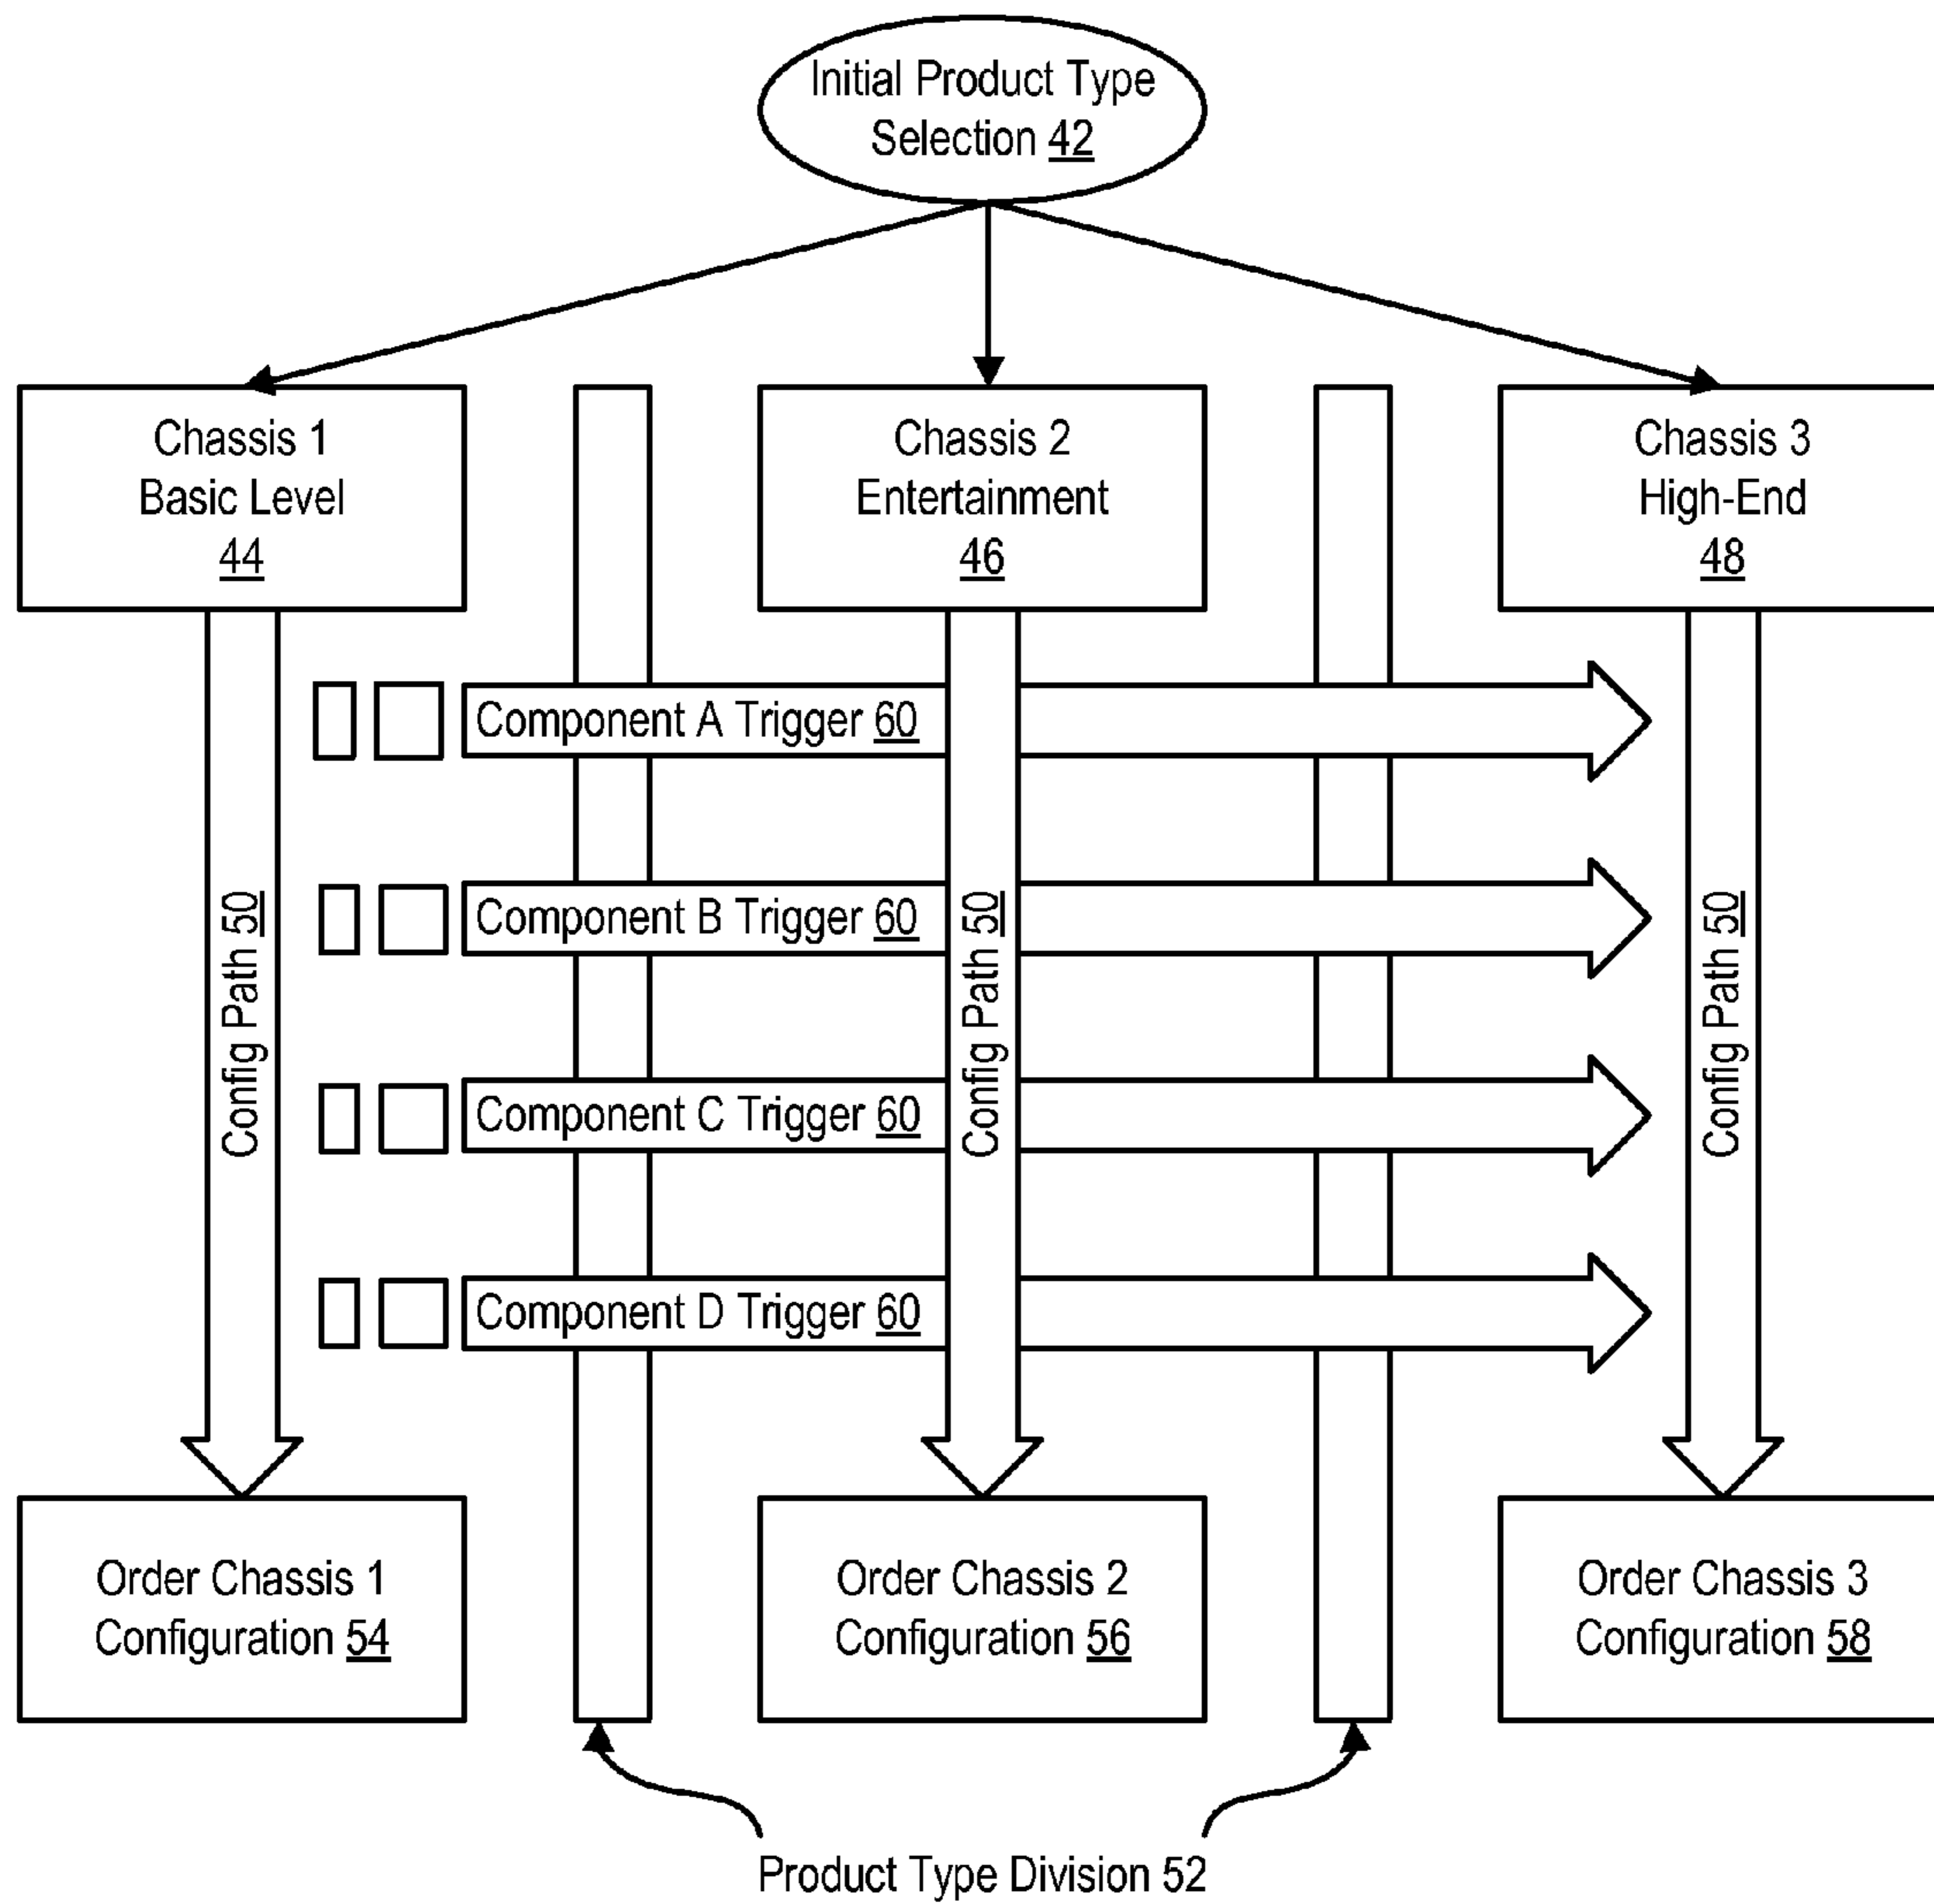 Initial Product Type
Selection 42
Chassis 1
Basic Level
44
Chassis 2
Entertainment
46
Chassis 3
High-End
48
Component A Trigger 60
Component B Trigger 60
Component C Trigger 60
Component D Trigger 60
Config Path 50
Config Path 50
Config Path 50
Order Chassis 1
Configuration 54
Order Chassis 2
Configuration 56
Order Chassis 3
Configuration 58
Product Type Division 52